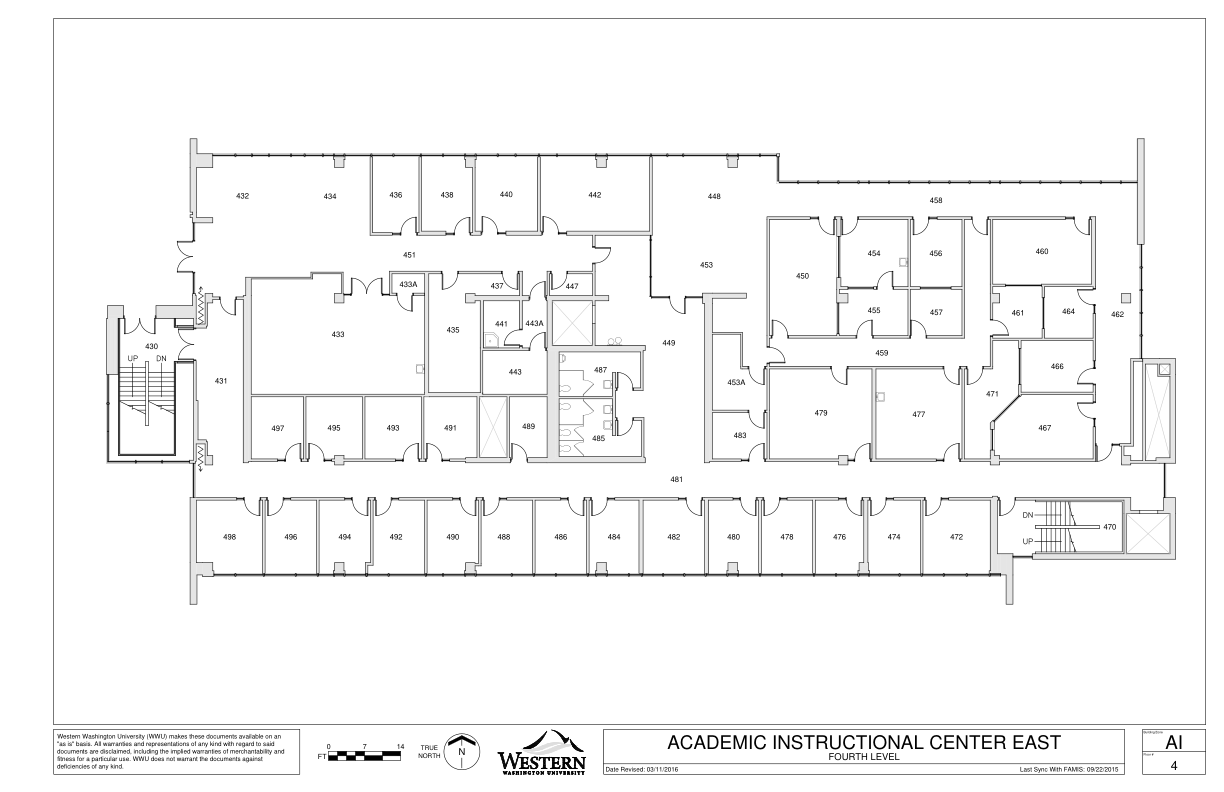 432
434
436
438
440
442
448
458
451
453
450
454
456
460
433A
437
447
441
443A
435
433
455
457
461
464
462
430
UP DN
449
459
443
487
453A
466
431
471
497
495
493
491
489
485
483
479
477
467
481
498
496
494
492
490
488
486
484
482
480
478
476
474
472
DN
UP
470
Western Washington University (WWU) makes these documents available on an
"as is" basis. All warranties and representations of any kind with regard to said
documents are disclaimed, including the implied warranties of merchantability and
fitness for a particular use. WWU does not warrant the documents against
deficiencies of any kind.
0 7 14
FT
TRUE
NORTH
N
WESTERN
WASHINGTON UNIVERSITY
ACADEMIC INSTRUCTIONAL CENTER EAST
FOURTH LEVEL
Date Revised: 03/11/2016
Last Sync With FAMIS: 09/22/2015
AI
4